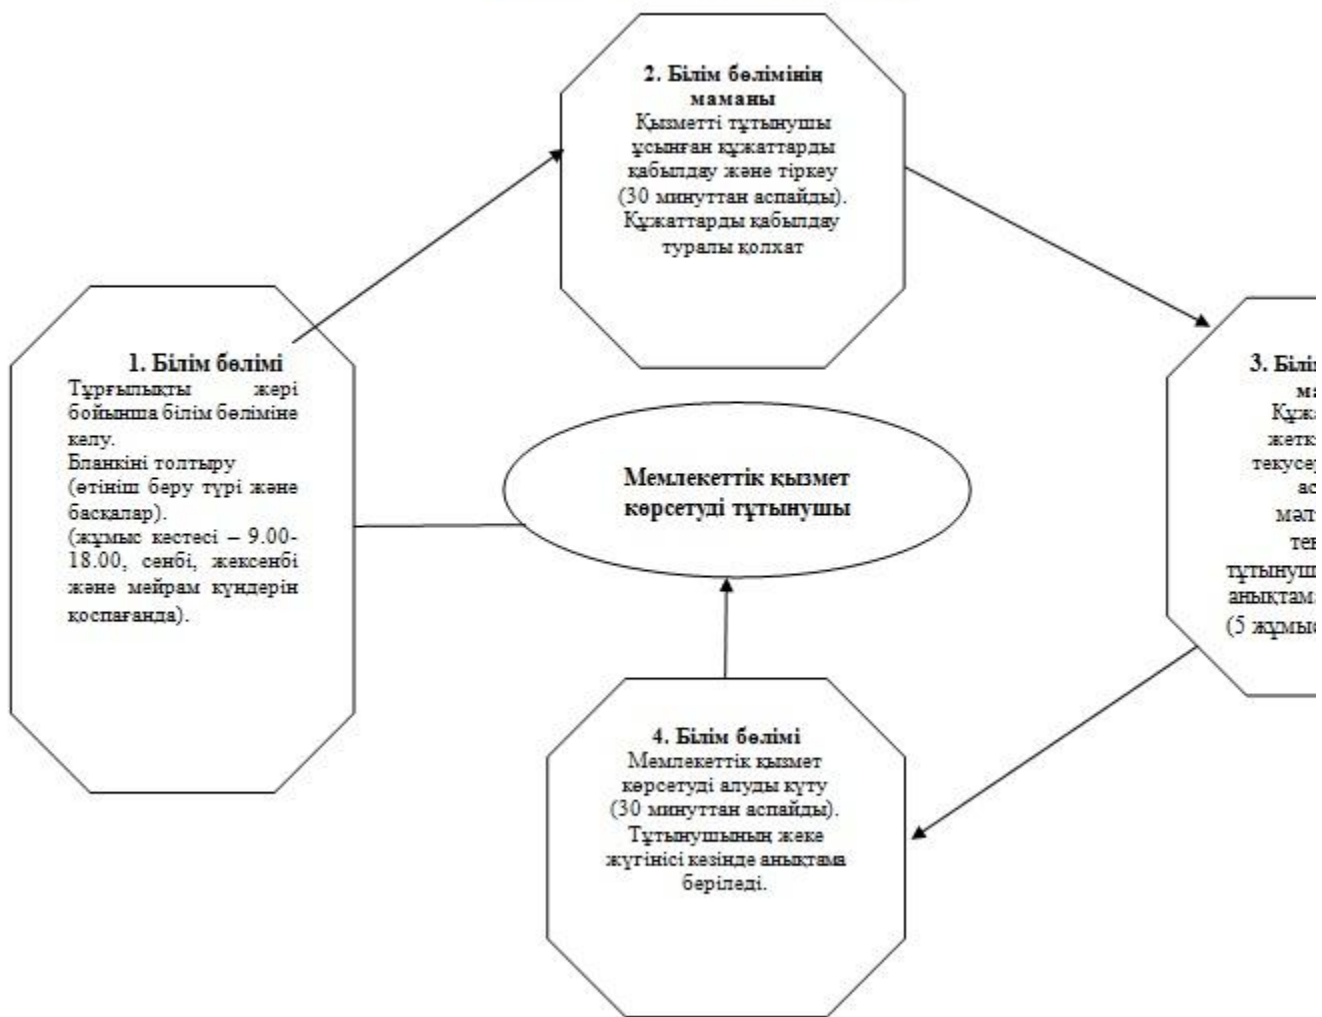 2. Білім бөлімінің
маманы
Қызметті тұтынушы
ұсынған құжаттарды
қабылдау және тіркеу
(30 минуттан аспайды).
Құжаттарды қабылдау
туралы қолхат
1. Білім бөлімі
Тұрғылықты жері
бойынша білім бөліміне
келу.
Бланкіні толтыру
(өтініш беру түрі және
басқалар).
(жұмыс кестесі – 9.00-
18.00, сенбі, жексенбі
және мейрам күндерін
қоспағанда).
Мемлекеттік қызмет
көрсетуді тұтынушы
3.
(5
4. Білім бөлімі
Мемлекеттік қызмет
көрсетуді алуды күту
(30 минуттан аспайды).
Тұтынушының жеке
жүгінісі кезінде анықтама
беріледі.